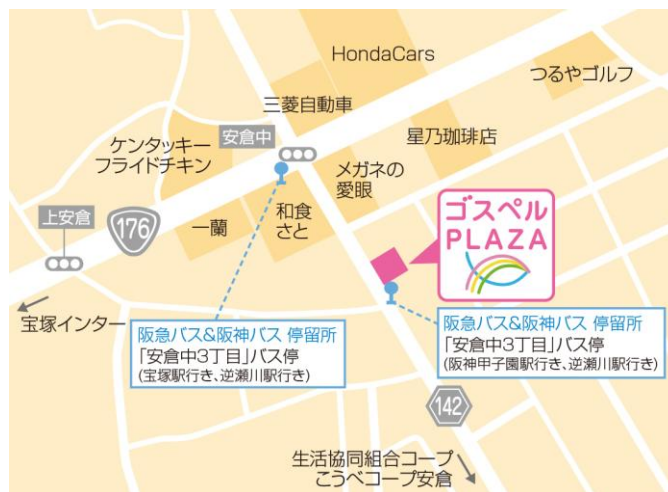 HondaCars
つるやゴルフ
三菱自動車
安倉中
星乃珈琲店
ケンタッキー
フライドチキン
メガネの
愛眼
ゴスペル
PLAZA
上安倉
176
一蘭
和食
さと
宝塚インター
阪急バス&阪神バス 停留所
「安倉中3丁目」バス停
(宝塚駅行き、逆瀬川駅行き)
阪急バス&阪神バス 停留所
「安倉中3丁目」バス停
(阪神甲子園駅行き、逆瀬川駅行き)
142
生活協同組合コープ
こうべコープ安倉